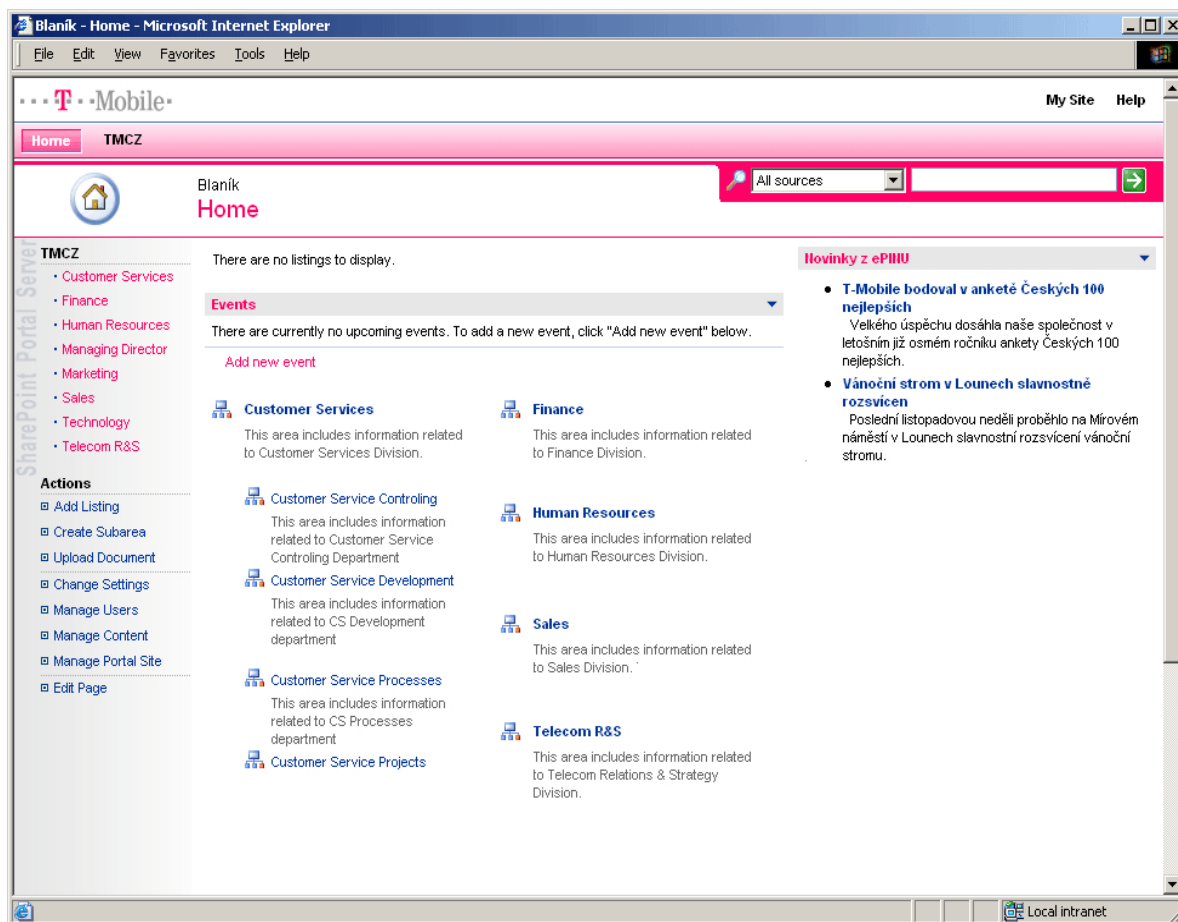 Blaník - Home - Microsoft Internet Explorer
File Edit View Favorites Tools Help
T Mobile
My Site Help
Home TMCZ
Blaník
Home
All sources
SharePoint Portal Server
TMCZ
Customer Services
Finance
Human Resources
Managing Director
Marketing
Sales
Technology
Telecom R&S
Actions
Add Listing
Create Subarea
Upload Document
Change Settings
Manage Users
Manage Content
Manage Portal Site
Edit Page
There are no listings to display.
Events
There are currently no upcoming events. To add a new event, click "Add new event" below.
Add new event
Customer Services
This area includes information related
to Customer Services Division.
Customer Service Controling
This area includes information
related to Customer Service
Controling Department
Customer Service Development
This area includes information
related to CS Development
department
Customer Service Processes
This area includes information
related to CS Processes
department
Customer Service Projects
Finance
This area includes information related
to Finance Division.
Human Resources
This area includes information related
to Human Resources Division.
Sales
This area includes information related
to Sales Division.
Telecom R&S
This area includes information related
to Telecom Relations & Strategy
Division.
Novinky z ePINU
T-Mobile bodoval v anketě Českých 100
nejlepších
Velkého úspěchu dosáhla naše společnost v
letošním již osmém ročníku ankety Českých 100
nejlepších.
Vánoční strom v Lounech slavnostně
rozsvícen
Poslední listopadovou neděli proběhlo na Mírovém
náměstí v Lounech slavnostní rozsvícení vánoční
stromu.
Local intranet